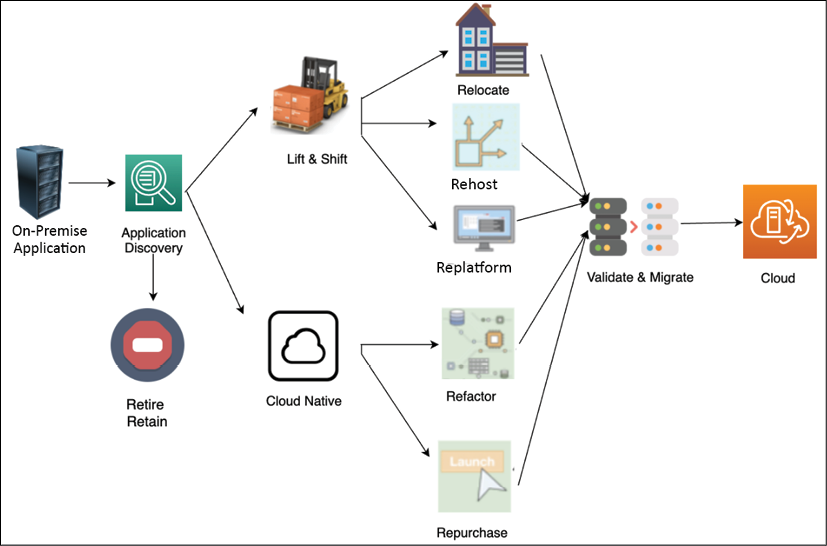 On-Premise
Application
Application
Discovery
Retire
Retain
Lift & Shift
Cloud Native
Relocate
Rehost
Replatform
Refactor
Launch
Repurchase
Validate & Migrate
Cloud